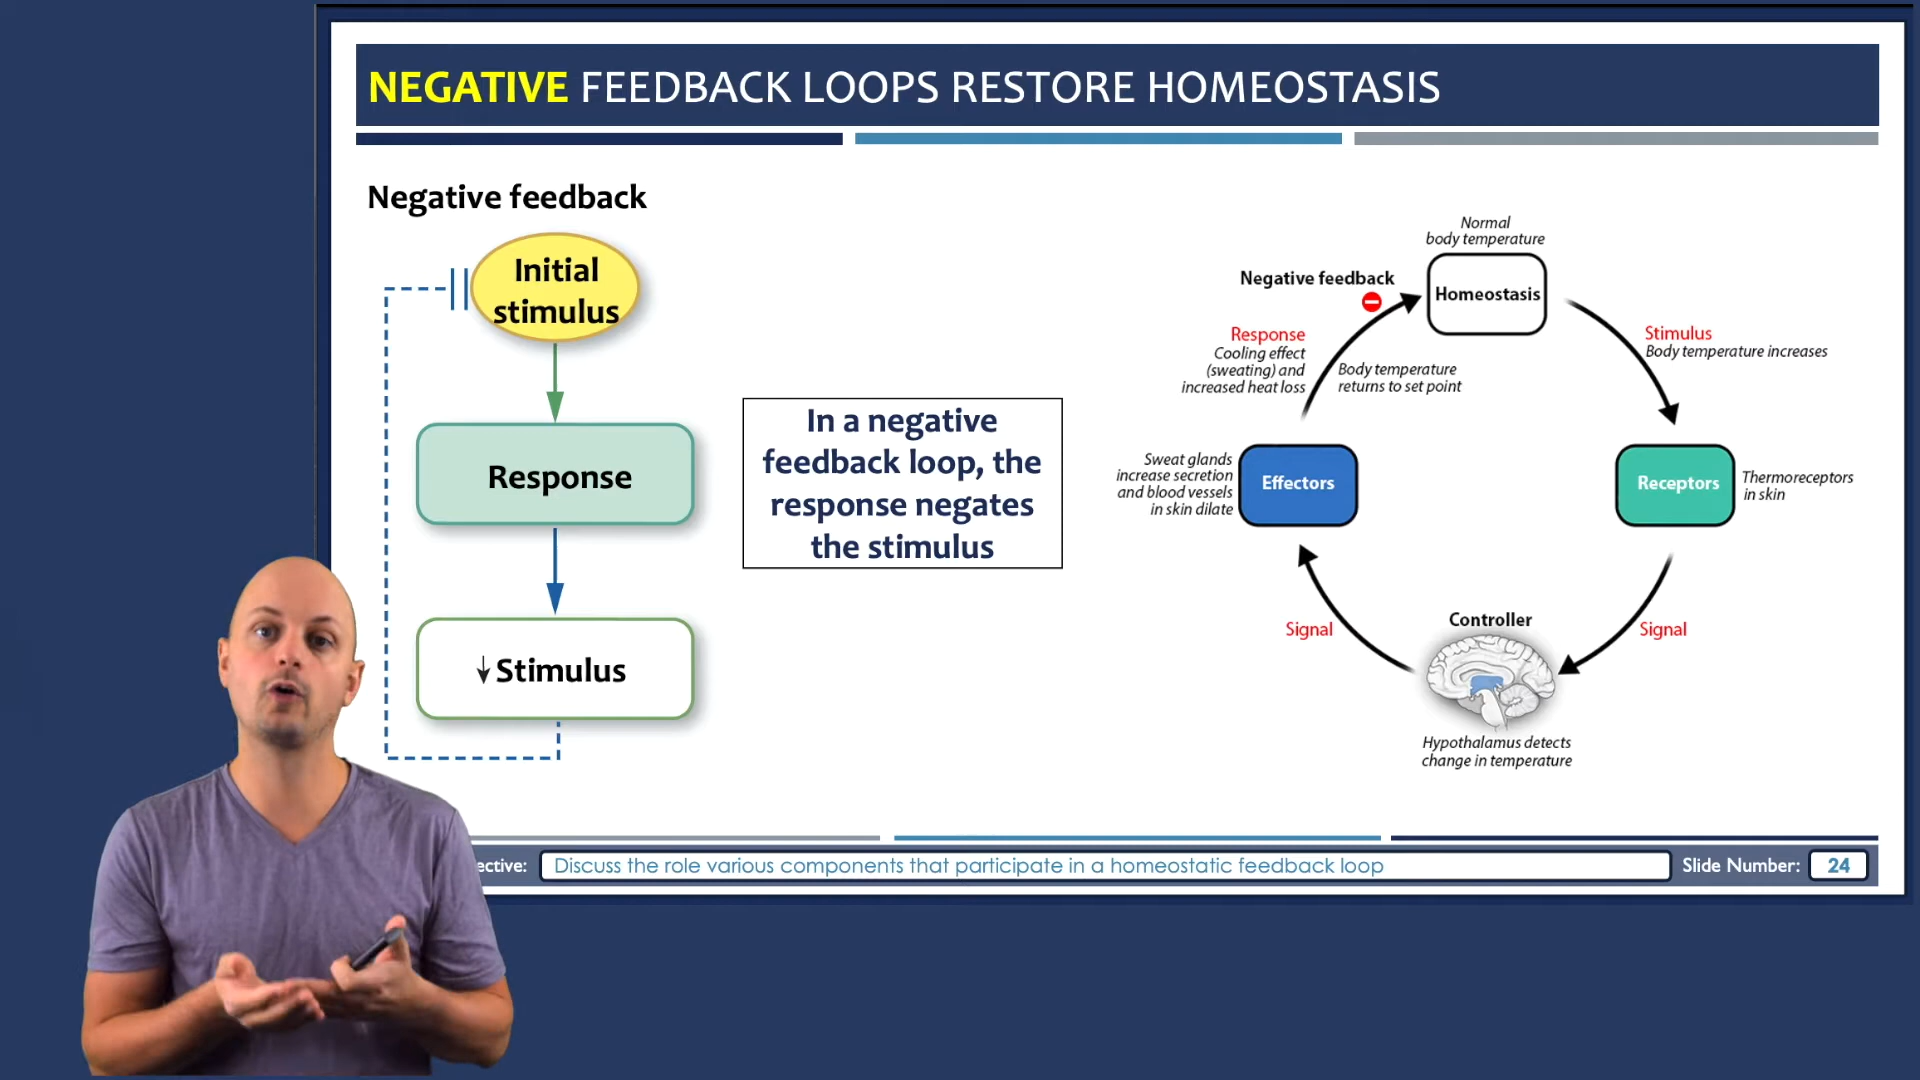 NEGATIVE FEEDBACK LOOPS RESTORE HOMEOSTASIS
Negative feedback
Initial
stimulus
Response
↓Stimulus
In a negative
feedback loop, the
response negates
the stimulus
Normal
body temperature
Homeostasis
Negative feedback
Response
Cooling effect
(sweating) and
increased heat loss
Body temperature
returns to set point
Stimulus
Body temperature increases
Sweat glands
increase secretion
and blood vessels
in skin dilate
Effectors
Receptors
Thermoreceptors
in skin
Signal
Signal
Controller
Hypothalamus detects
change in temperature
ective:
Discuss the role various components that participate in a homeostatic feedback loop
Slide Number:
24